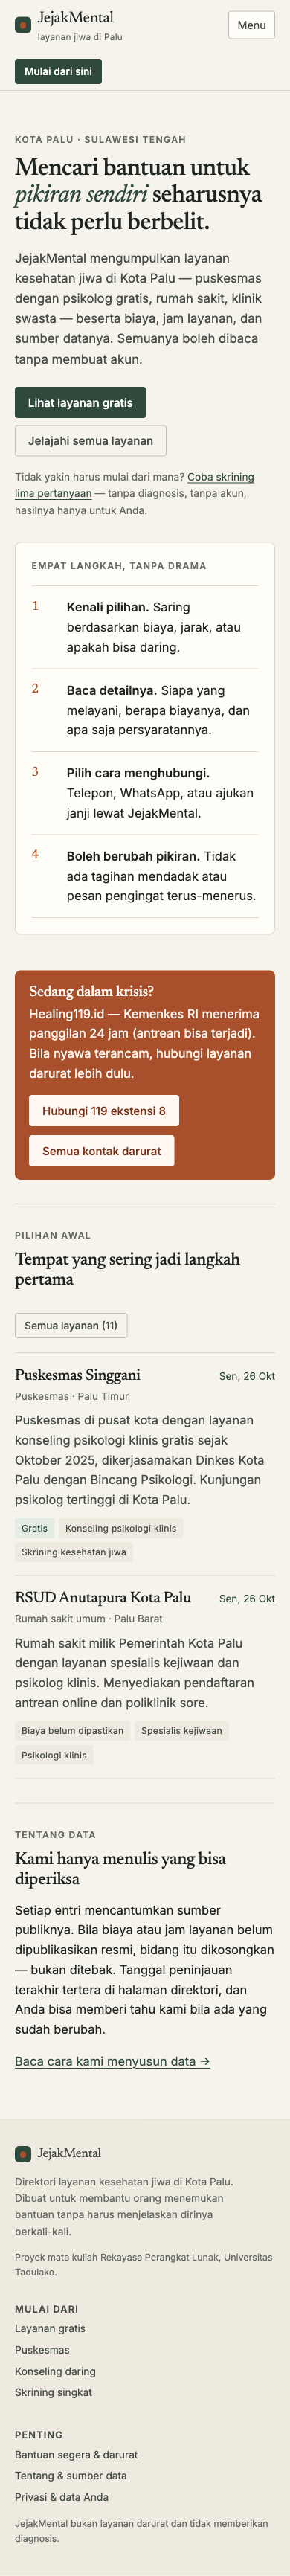 JejakMental
layanan jiwa di Palu
Menu
Mulai dari sini
KOTA PALU · SULAWESI TENGAH
Mencari bantuan untuk
pikiran sendiri seharusnya
tidak perlu berbelit.
JejakMental mengumpulkan layanan
kesehatan jiwa di Kota Palu — puskesmas
dengan psikolog gratis, rumah sakit, klinik
swasta — beserta biaya, jam layanan, dan
sumber datanya. Semuanya boleh dibaca
tanpa membuat akun.
Lihat layanan gratis
Jelajahi semua layanan
Tidak yakin harus mulai dari mana? Coba skrining
lima pertanyaan — tanpa diagnosis, tanpa akun,
hasilnya hanya untuk Anda.
EMPAT LANGKAH, TANPA DRAMA
1 Kenali pilihan. Saring
berdasarkan biaya, jarak, atau
apakah bisa daring.
2 Baca detailnya. Siapa yang
melayani, berapa biayanya, dan
apa saja persyaratannya.
3 Pilih cara menghubungi.
Telepon, WhatsApp, atau ajukan
janji lewat JejakMental.
4 Boleh berubah pikiran. Tidak
ada tagihan mendadak atau
pesan pengingat terus-menerus.
Sedang dalam krisis?
Healing119.id — Kemenkes RI menerima
panggilan 24 jam (antrean bisa terjadi).
Bila nyawa terancam, hubungi layanan
darurat lebih dulu.
Hubungi 119 ekstensi 8
Semua kontak darurat
PILIHAN AWAL
Tempat yang sering jadi langkah
pertama
Semua layanan (11)
Puskesmas Singgani Sen, 26 Okt
Puskesmas · Palu Timur
Puskesmas di pusat kota dengan layanan
konseling psikologi klinis gratis sejak
Oktober 2025, dikerjasamakan Dinkes Kota
Palu dengan Bincang Psikologi. Kunjungan
psikolog tertinggi di Kota Palu.
Gratis Konseling psikologi klinis
Skrining kesehatan jiwa
RSUD Anutapura Kota Palu Sen, 26 Okt
Rumah sakit umum · Palu Barat
Rumah sakit milik Pemerintah Kota Palu
dengan layanan spesialis kejiwaan dan
psikolog klinis. Menyediakan pendaftaran
antrean online dan poliklinik sore.
Biaya belum dipastikan Spesialis kejiwaan
Psikologi klinis
TENTANG DATA
Kami hanya menulis yang bisa
diperiksa
Setiap entri mencantumkan sumber
publiknya. Bila biaya atau jam layanan belum
dipublikasikan resmi, bidang itu dikosongkan
— bukan ditebak. Tanggal peninjauan
terakhir tertera di halaman direktori, dan
Anda bisa memberi tahu kami bila ada yang
sudah berubah.
Baca cara kami menyusun data →
JejakMental
Direktori layanan kesehatan jiwa di Kota Palu.
Dibuat untuk membantu orang menemukan
bantuan tanpa harus menjelaskan dirinya
berkali-kali.
Proyek mata kuliah Rekayasa Perangkat Lunak, Universitas
Tadulako.
MULAI DARI
Layanan gratis
Puskesmas
Konseling daring
Skrining singkat
PENTING
Bantuan segera & darurat
Tentang & sumber data
Privasi & data Anda
JejakMental bukan layanan darurat dan tidak memberikan
diagnosis.